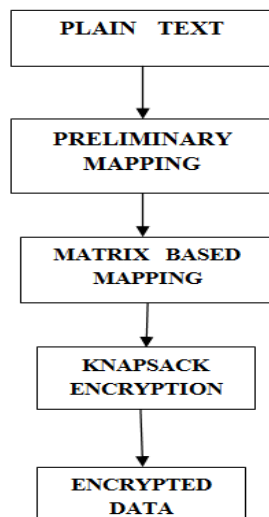 PLAIN TEXT
PRELIMINARY
MAPPING
MATRIX BASED
MAPPING
KNAPSACK
ENCRYPTION
ENCRYPTED
DATA